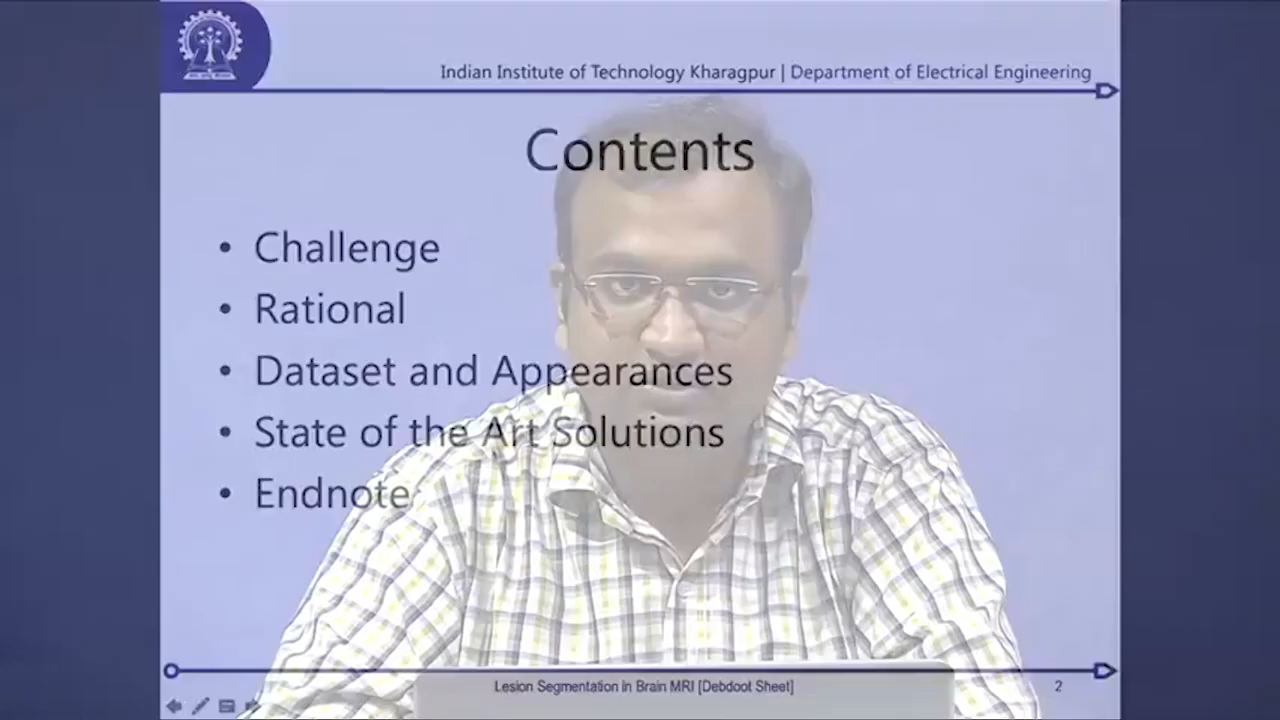 Indian Institute of Technology Kharagpur | Department of Electrical Engineering
Contents
• Challenge
• Rational
• Dataset and Appearances
• State of the Art Solutions
• Endnote
Lesion Segmentation in Brain MRI [Debdoot Sheet]
2